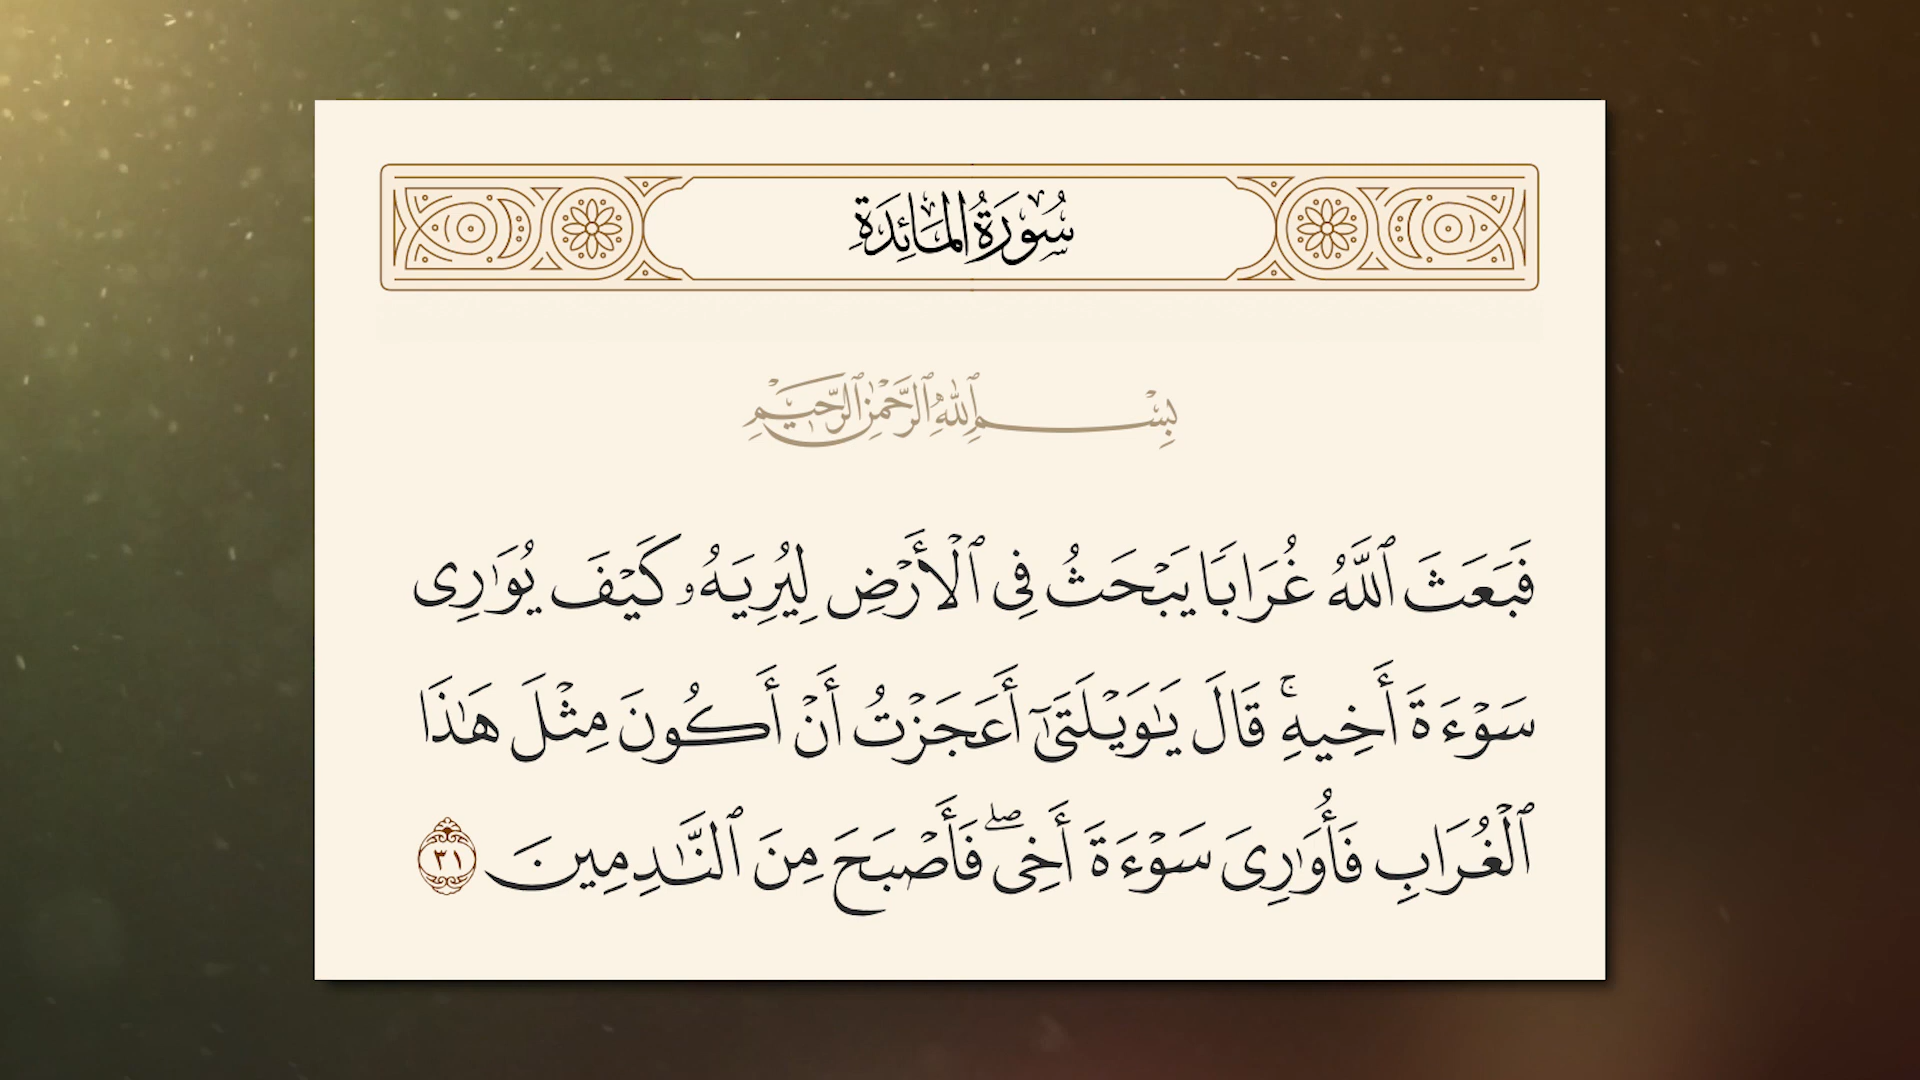 سُورَةُ المَائِدَة
بِسْمِ ٱللَّهِ ٱلرَّحْمَٰنِ ٱلرَّحِيمِ
فَبَعَثَ ٱللَّهُ غُرَابًا يَبْحَثُ فِى ٱلْأَرْضِ لِيُرِيَهُۥ كَيْفَ يُوَٰرِى
سَوْءَةَ أَخِيهِ ۚ قَالَ يَٰوَيْلَتَىٰٓ أَعَجَزْتُ أَنْ أَكُونَ مِثْلَ هَٰذَا
ٱلْغُرَابِ فَأُوَٰرِىَ سَوْءَةَ أَخِى ۖ فَأَصْبَحَ مِنَ ٱلنَّٰدِمِينَ ٣١